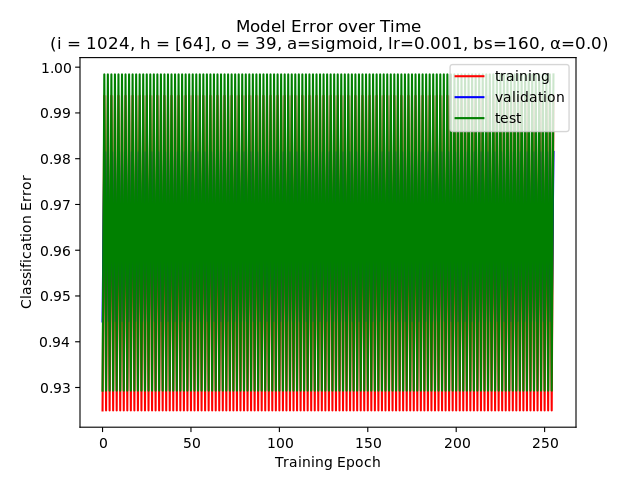 Model Error over Time
(i = 1024, h = [64], o = 39, a=sigmoid, lr=0.001, bs=160, α=0.0)
training
validation
test
1.00
0.99
0.98
0.97
0.96
0.95
0.94
0.93
Classification Error
0 50 100 150 200 250
Training Epoch